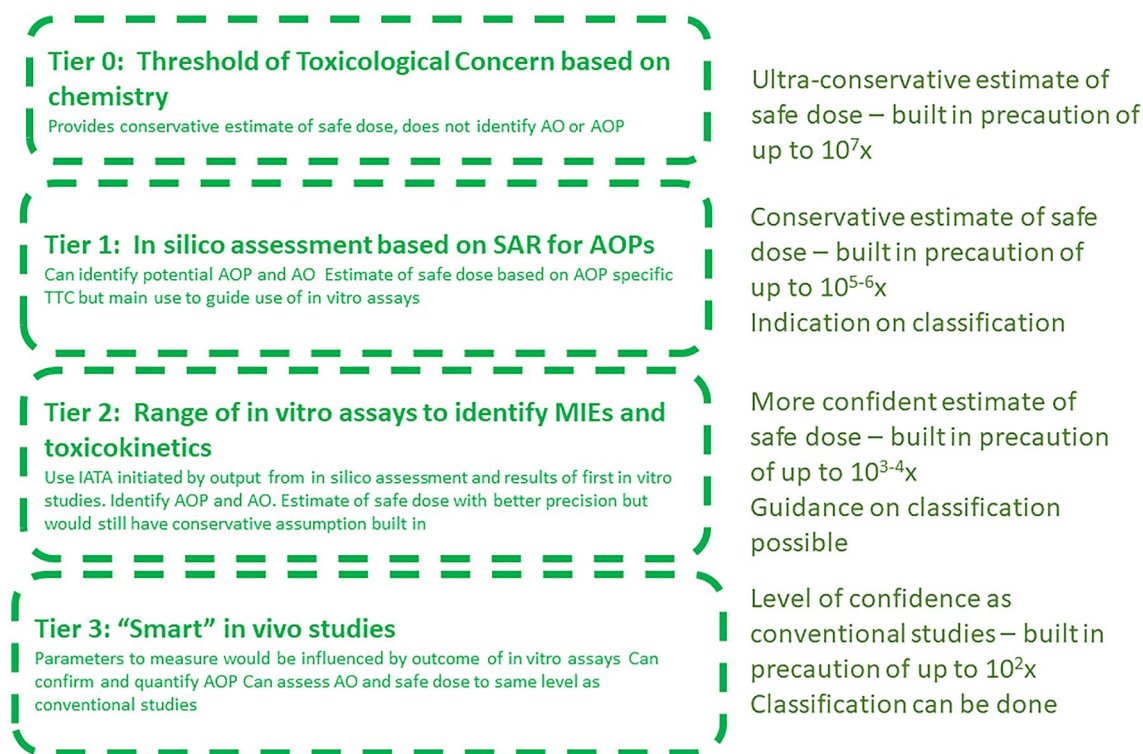 Tier 0:  Threshold of Toxicological Concern based on
chemistry
Provides conservative estimate of safe dose, does not identify AO or AOP
Ultra-conservative estimate of
safe dose – built in precaution of
up to 10⁷x
Tier 1:  In silico assessment based on SAR for AOPs
Can identify potential AOP and AO  Estimate of safe dose based on AOP specific
TTC but main use to guide use of in vitro assays
Conservative estimate of safe
dose – built in precaution of
up to 10⁵⁻⁶x
Indication on classification
Tier 2:  Range of in vitro assays to identify MIEs and
toxicokinetics
Use IATA initiated by output from in silico assessment and results of first in vitro
studies. Identify AOP and AO. Estimate of safe dose with better precision but
would still have conservative assumption built in
More confident estimate of
safe dose – built in precaution
of up to 10³⁻⁴x
Guidance on classification
possible
Tier 3: “Smart” in vivo studies
Parameters to measure would be influenced by outcome of in vitro assays  Can
confirm and quantify AOP Can assess AO and safe dose to same level as
conventional studies
Level of confidence as
conventional studies – built in
precaution of up to 10²x
Classification can be done